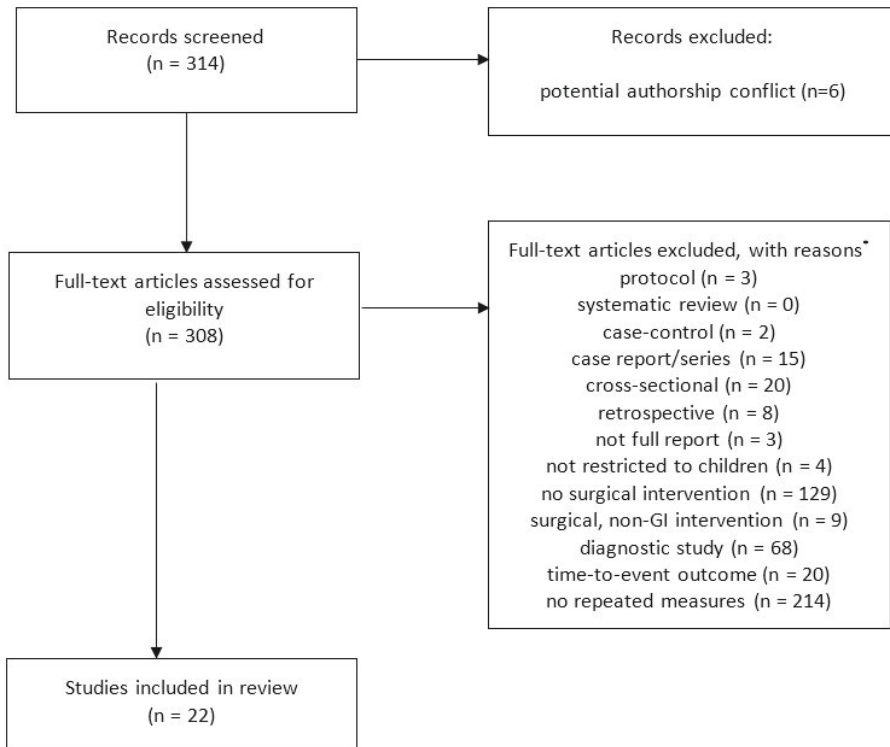 Records screened
(n = 314)
Records excluded:
potential authorship conflict (n=6)
Full-text articles assessed for
eligibility
(n = 308)
Full-text articles excluded, with reasons*
protocol (n = 3)
systematic review (n = 0)
case-control (n = 2)
case report/series (n = 15)
cross-sectional (n = 20)
retrospective (n = 8)
not full report (n = 3)
not restricted to children (n = 4)
no surgical intervention (n = 129)
surgical, non-GI intervention (n = 9)
diagnostic study (n = 68)
time-to-event outcome (n = 20)
no repeated measures (n = 214)
Studies included in review
(n = 22)